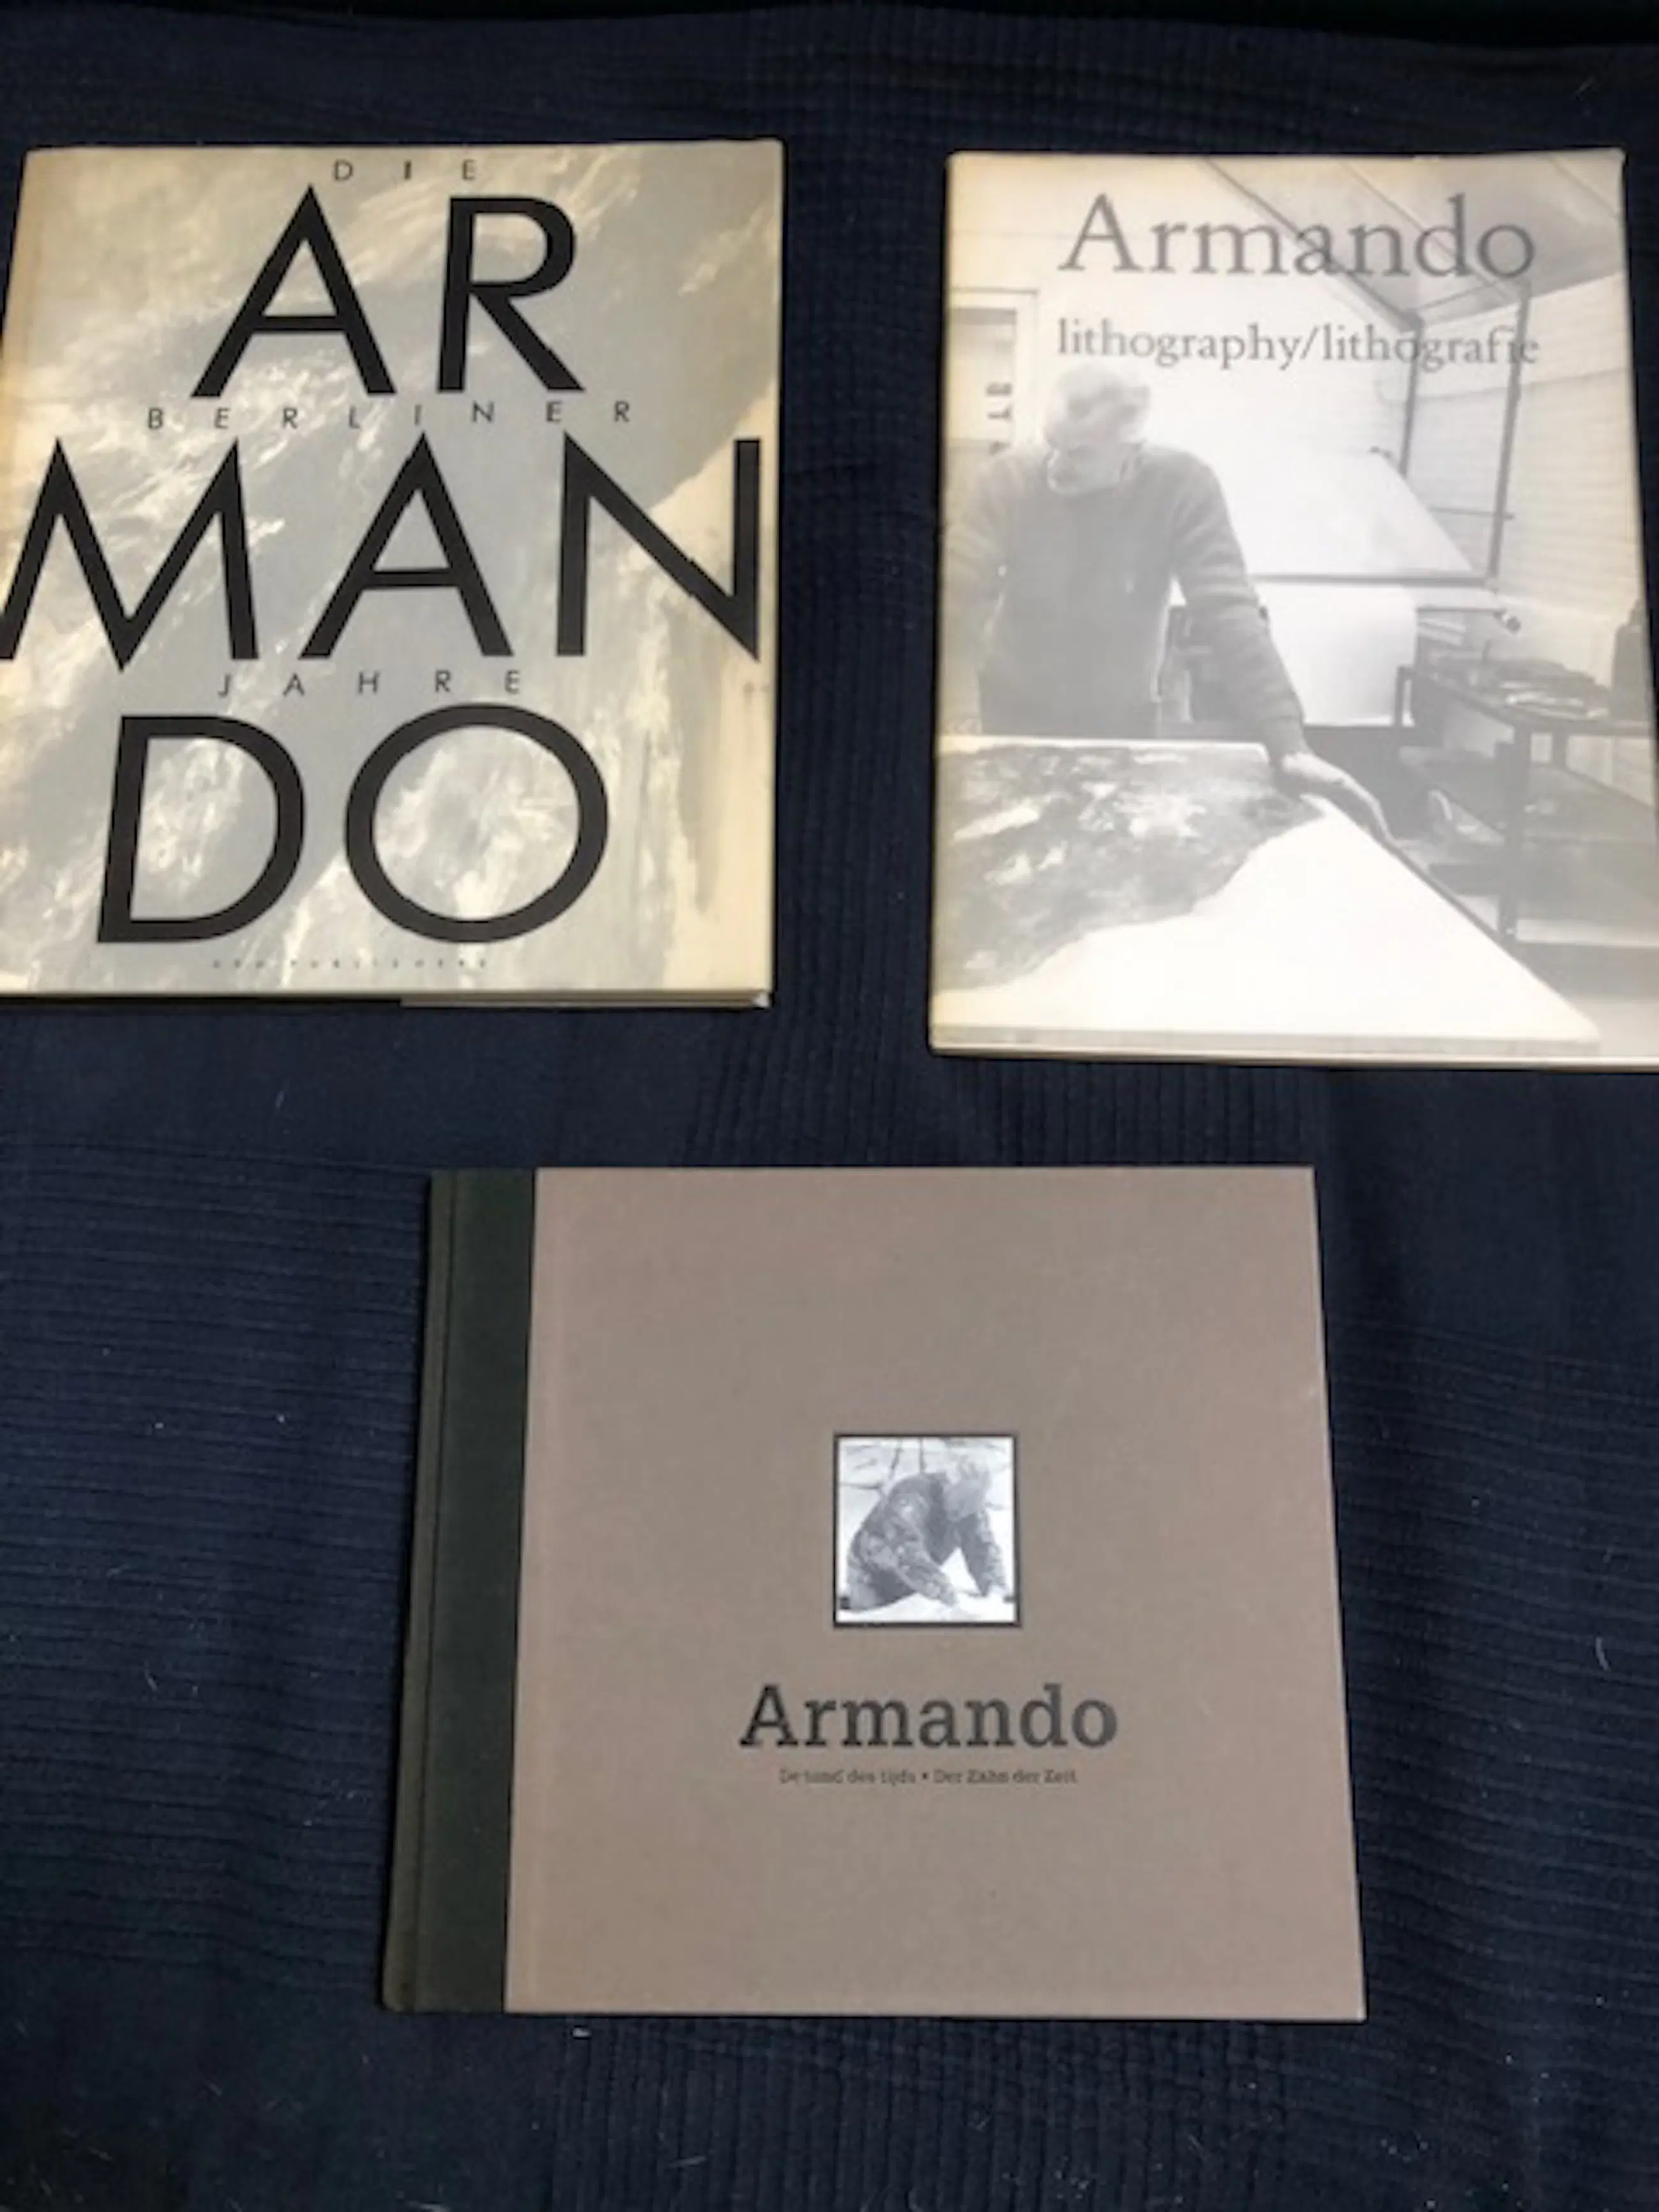 DIE
AR
BERLINER
MAN
JAHRE
DO
Armando
lithography/lithografie
Armando
De tand des tijds • Der Zahn der Zeit